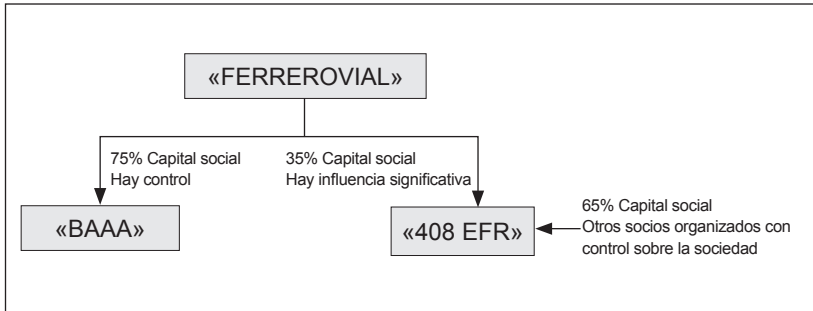 «FERREROVIAL»
75% Capital social
Hay control
35% Capital social
Hay influencia significativa
«BAAA»
«408 EFR»
65% Capital social
Otros socios organizados con
control sobre la sociedad